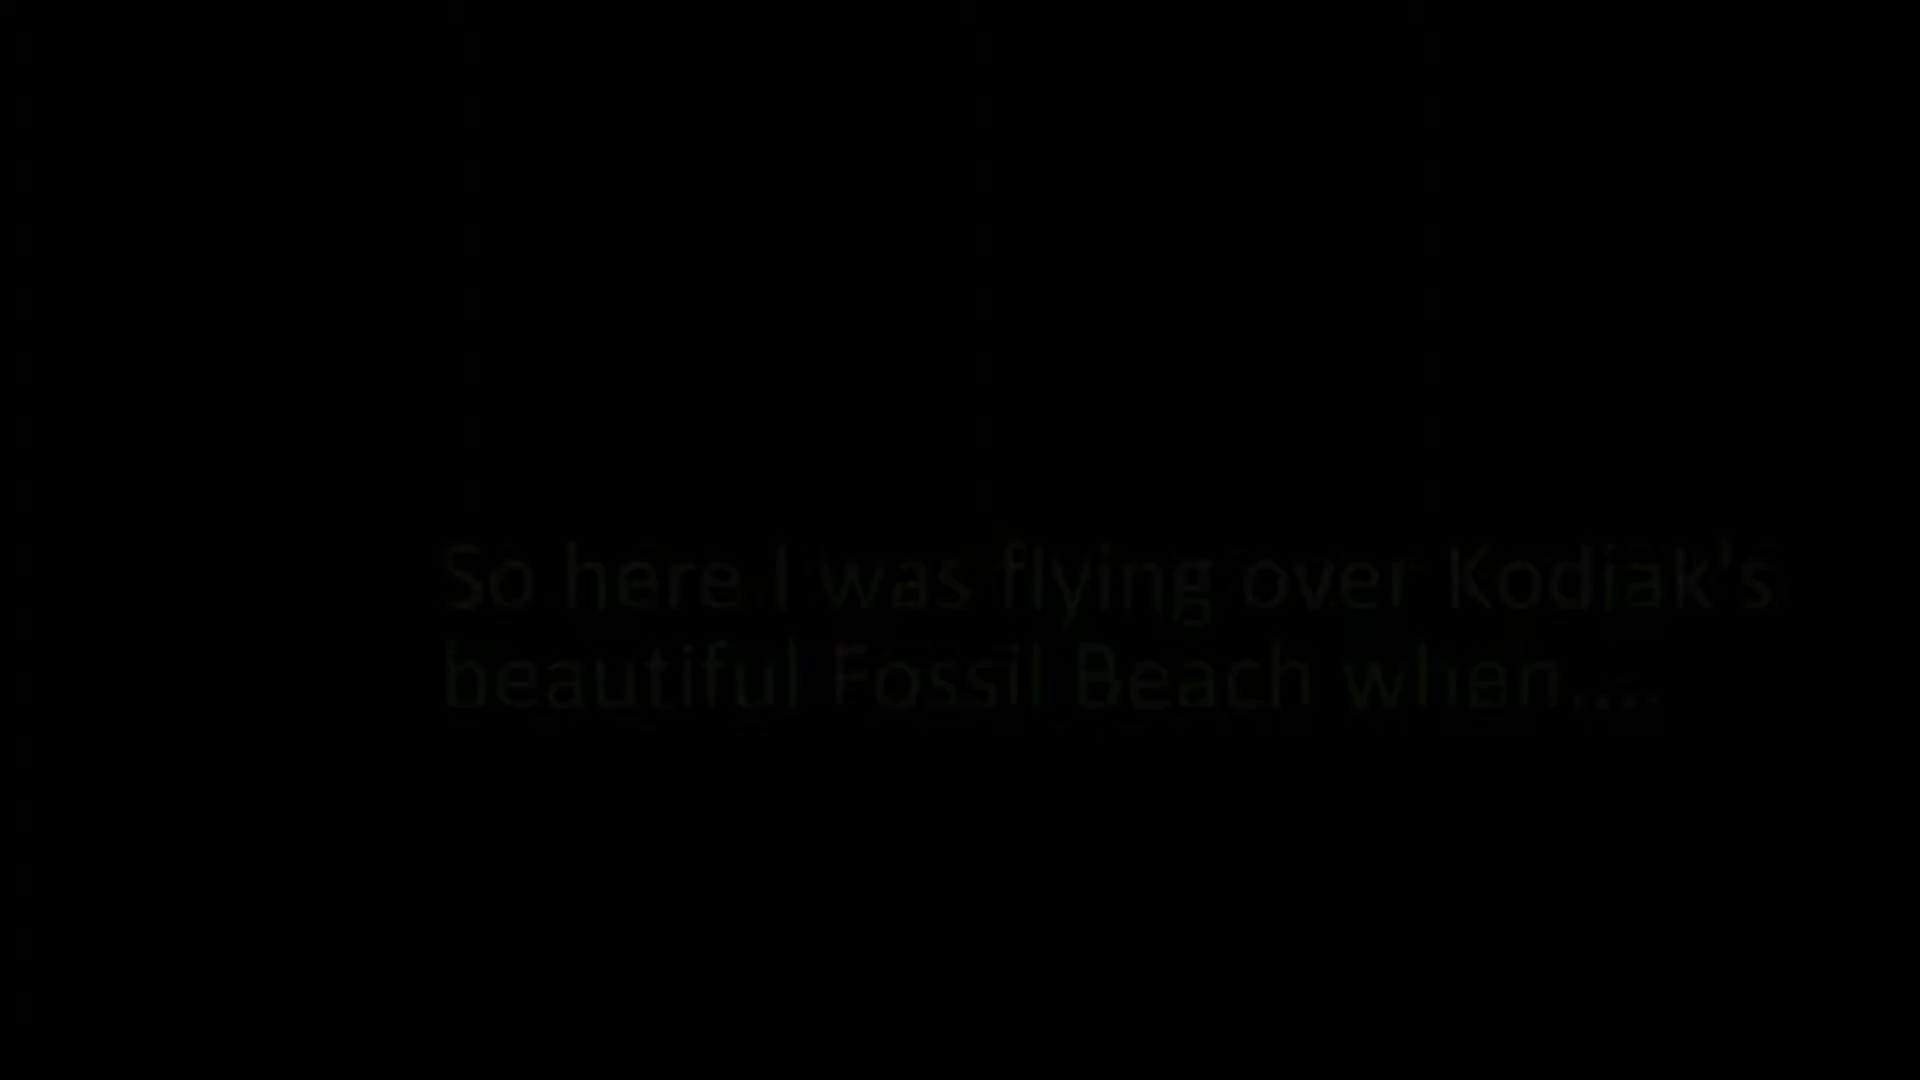 So here I was flying over Kodiak's
beautiful Fossil Beach when....